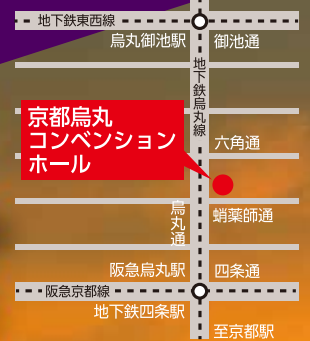 地下鉄東西線
烏丸御池駅
御池通
地下鉄烏丸線
京都烏丸
コンベンション
ホール
六角通
烏丸通
蛸薬師通
阪急烏丸駅
四条通
阪急京都線
地下鉄四条駅
至京都駅